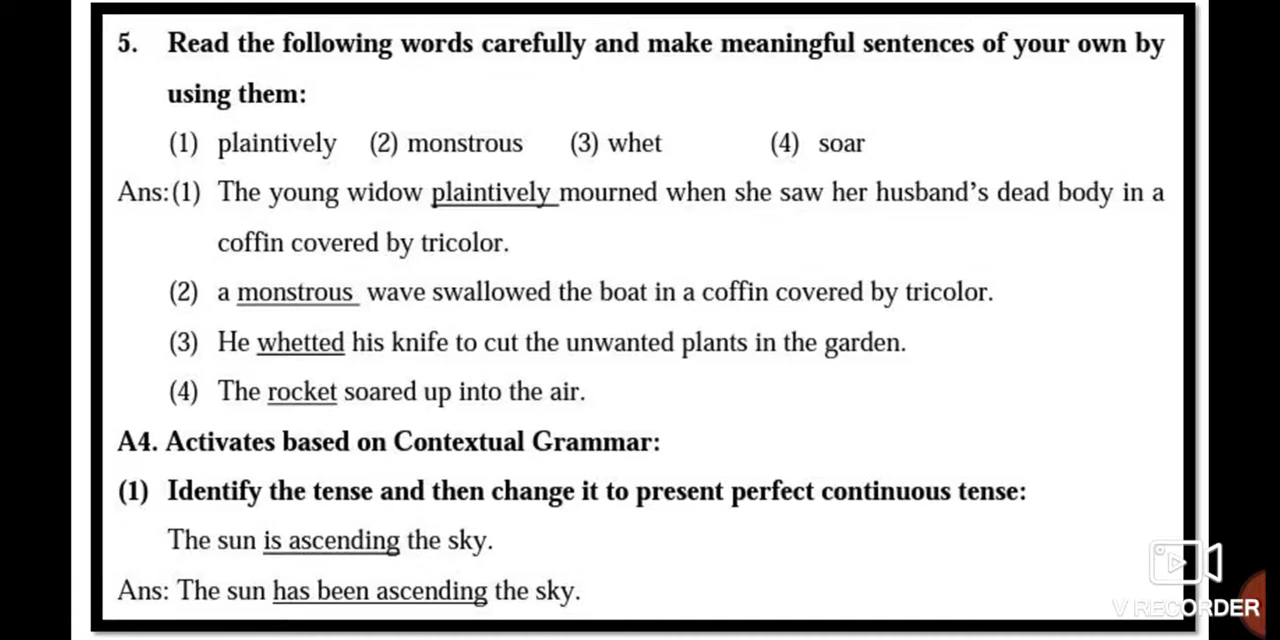 5. Read the following words carefully and make meaningful sentences of your own by
using them:
(1) plaintively (2) monstrous (3) whet (4) soar
Ans:(1) The young widow plaintively mourned when she saw her husband’s dead body in a
coffin covered by tricolor.
(2) a monstrous wave swallowed the boat in a coffin covered by tricolor.
(3) He whetted his knife to cut the unwanted plants in the garden.
(4) The rocket soared up into the air.
A4. Activates based on Contextual Grammar:
(1) Identify the tense and then change it to present perfect continuous tense:
The sun is ascending the sky.
Ans: The sun has been ascending the sky.
V RECORDER